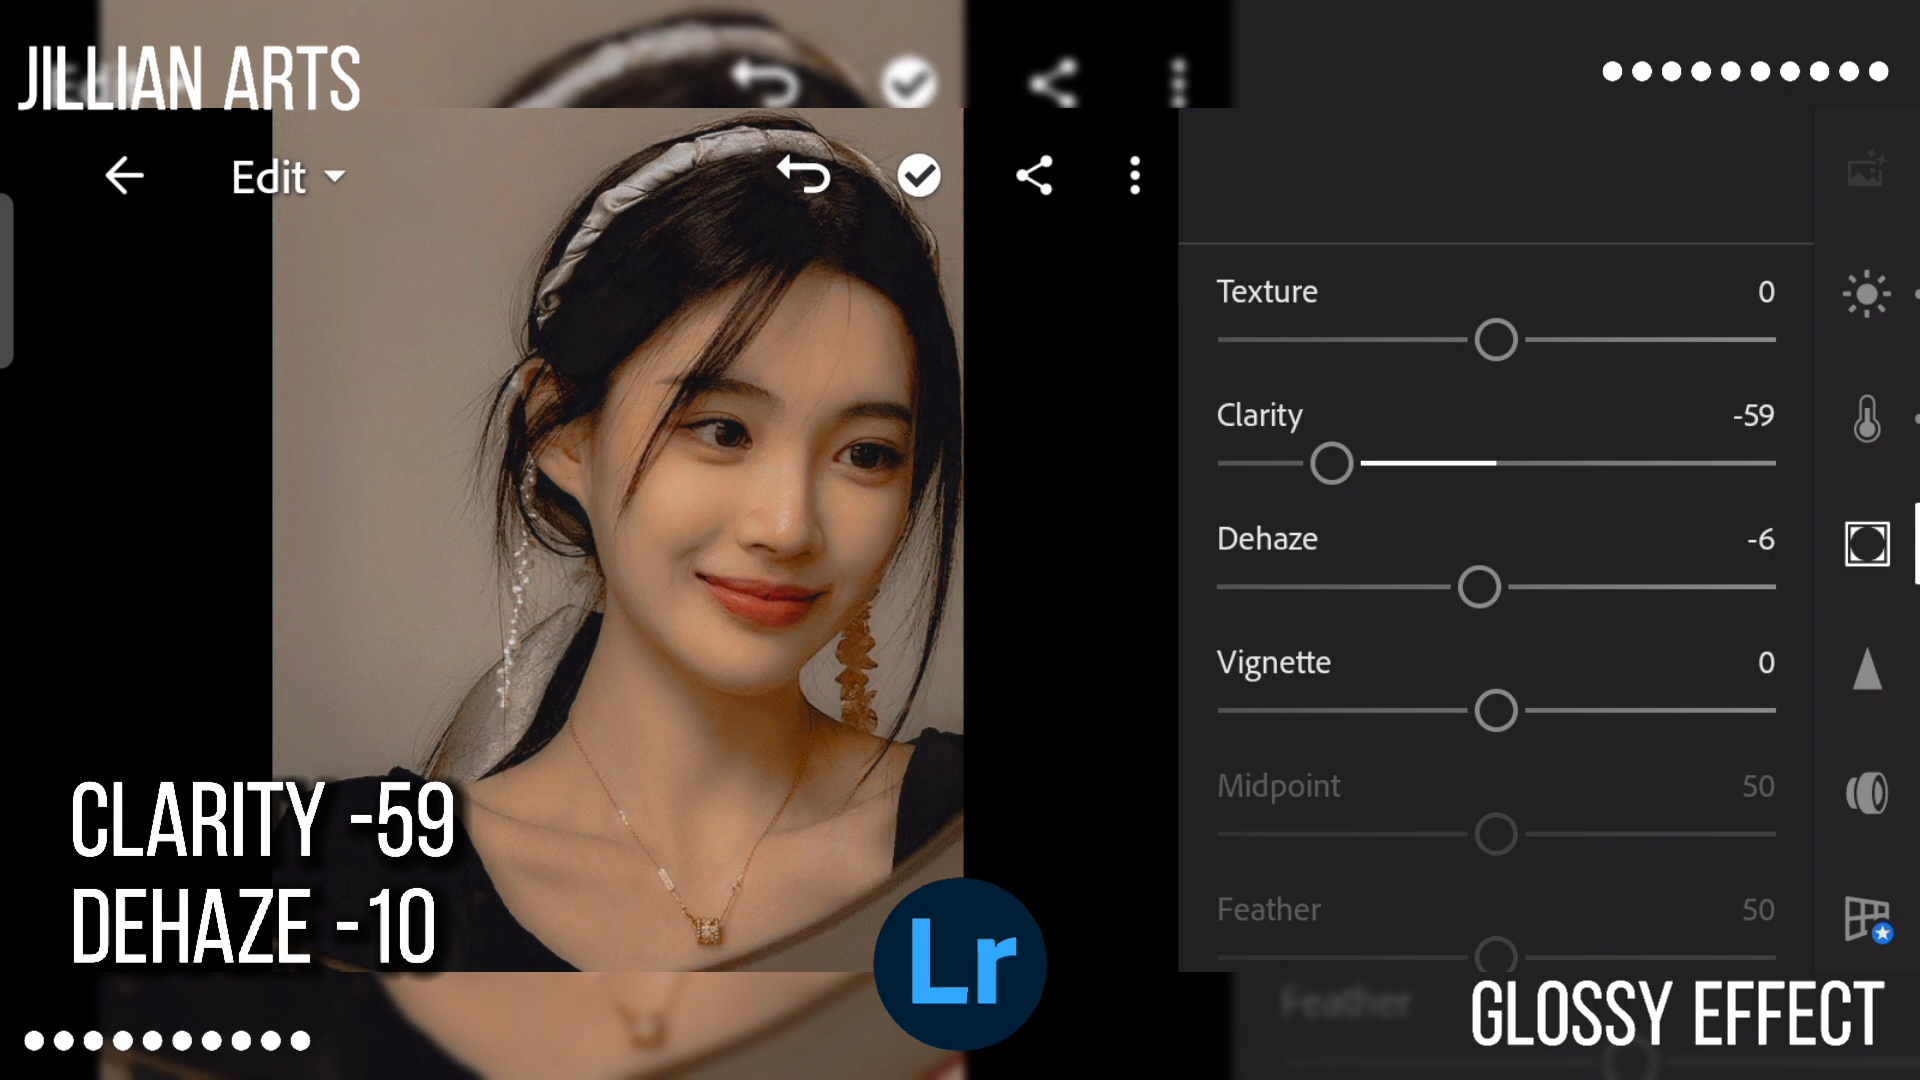 JILLIAN ARTS
Edit
Texture 0
Clarity -59
Dehaze -6
Vignette 0
Midpoint 50
Feather 50
CLARITY -59
DEHAZE -10
Lr
Feather
GLOSSY EFFECT